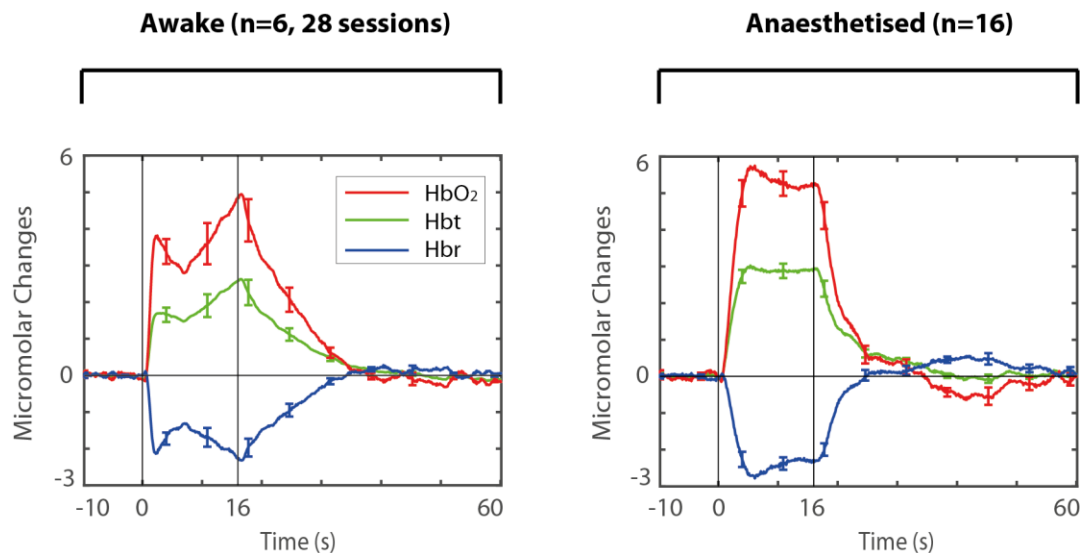 Awake (n=6, 28 sessions)
Anaesthetised (n=16)
6
HbO₂
Hbt
Hbr
0
-3
-10 0 16 60
Time (s)
Micromolar Changes
6
0
-3
-10 0 16 60
Time (s)
Micromolar Changes